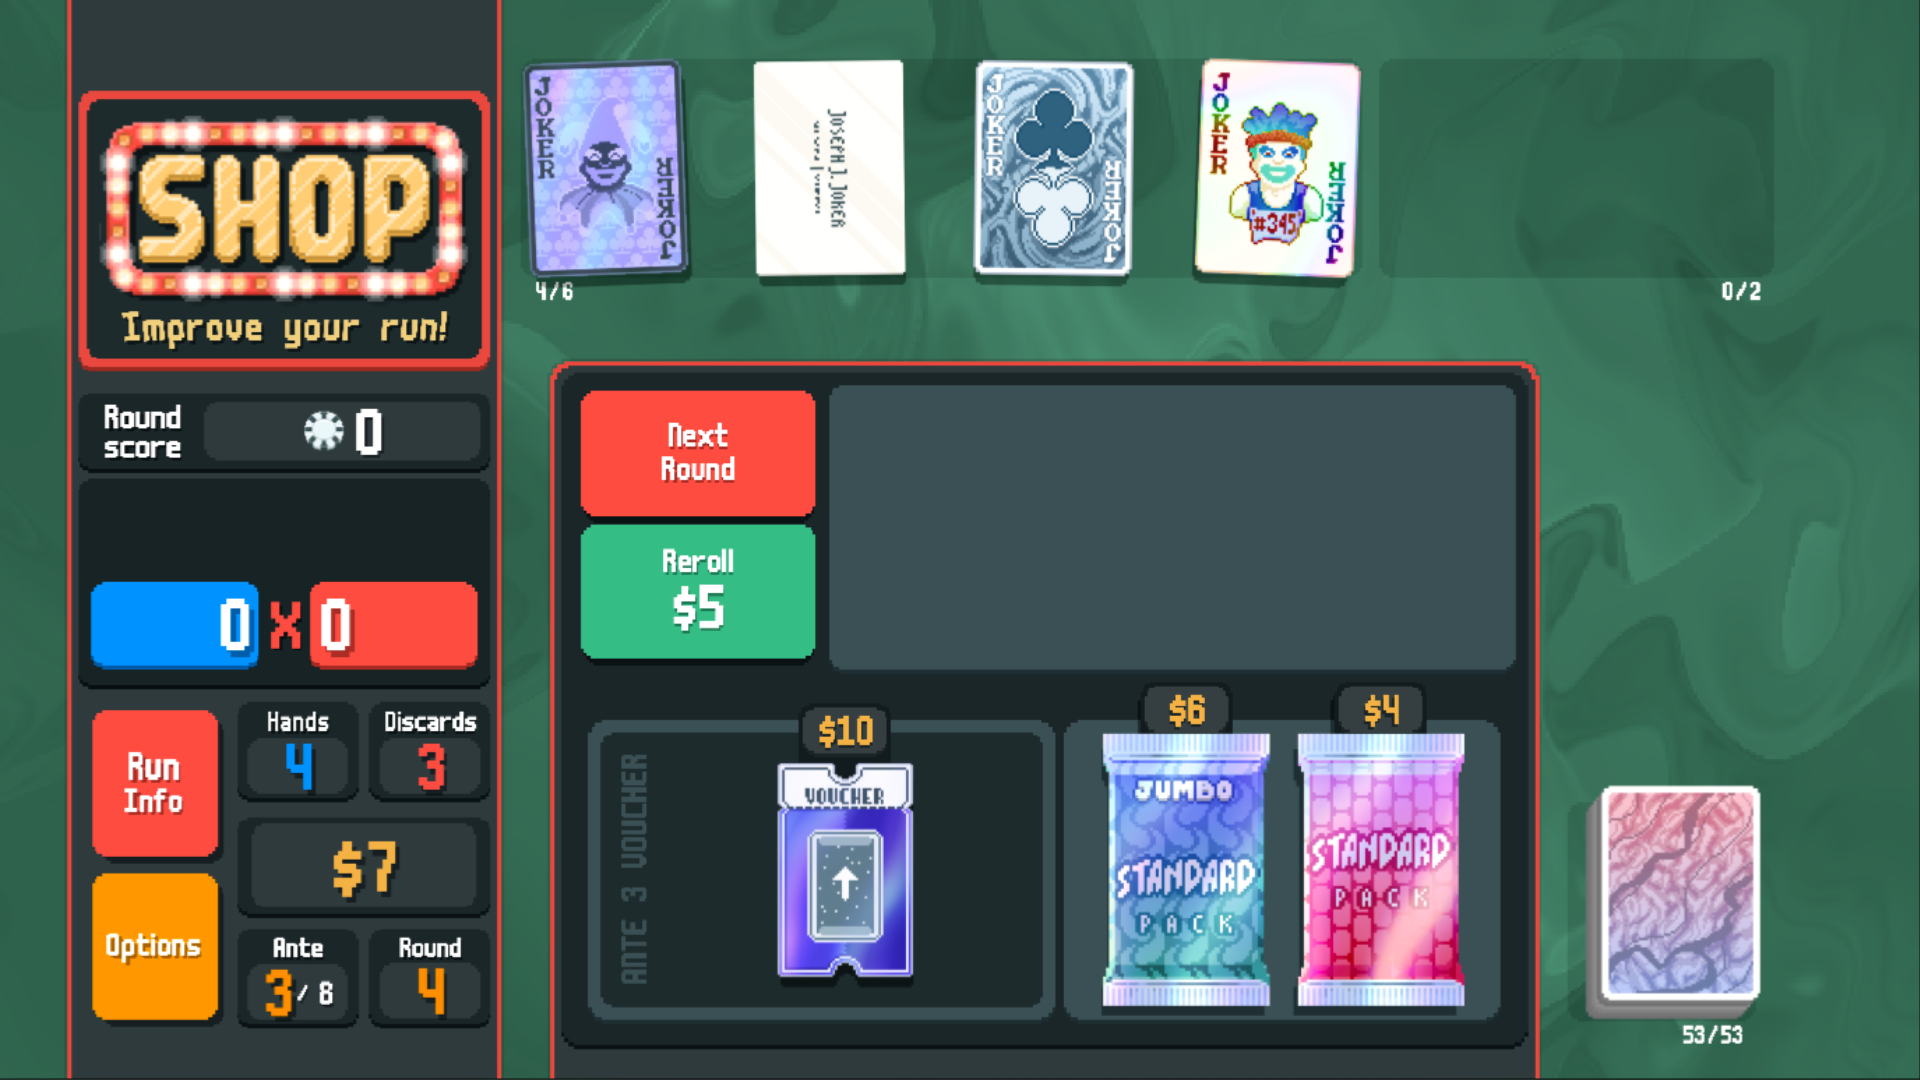 SHOP
Improve your run!
Round
score
0
0 X 0
Run
Info
Hands
4
Discards
3
$7
Options
Ante
3/8
Round
4
JOKER
JOKER
JOSEPH J. JOKER
JOKER
JOKER
JOKER
#345
JOKER
4/6
0/2
Next
Round
Reroll
$5
ANTE 3 VOUCHER
$10
VOUCHER
$6
JUMBO
STANDARD
PACK
$4
STANDARD
PACK
53/53